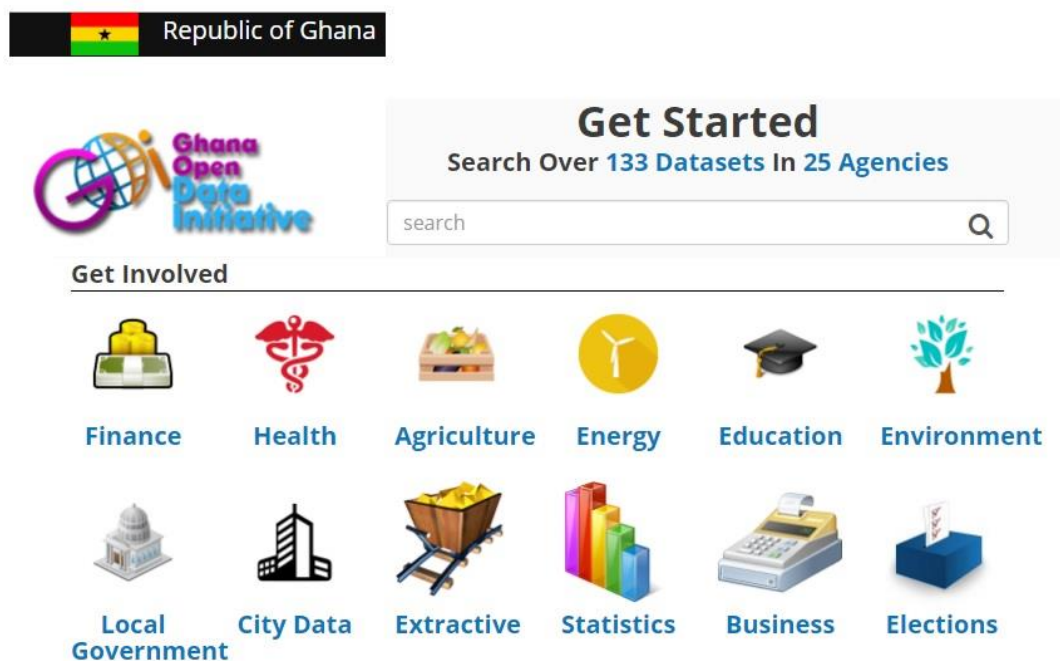 Republic of Ghana
Ghana
Open
Data
Initiative
Get Started
Search Over 133 Datasets In 25 Agencies
search
Get Involved
Finance
Health
Agriculture
Energy
Education
Environment
Local
Government
City Data
Extractive
Statistics
Business
Elections